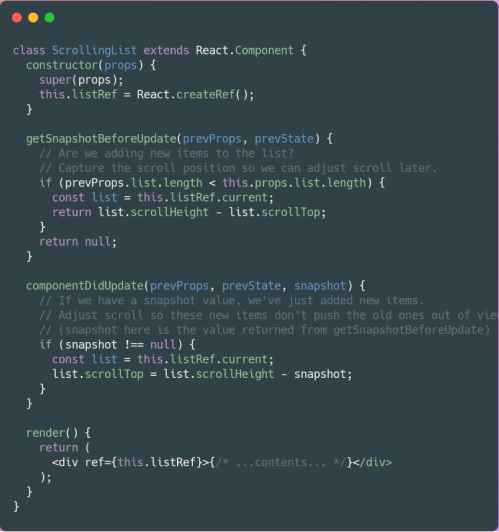 class ScrollingList extends React.Component {
  constructor(props) {
    super(props);
    this.listRef = React.createRef();
  }

  getSnapshotBeforeUpdate(prevProps, prevState) {
    // Are we adding new items to the list?
    // Capture the scroll position so we can adjust scroll later.
    if (prevProps.list.length < this.props.list.length) {
      const list = this.listRef.current;
      return list.scrollHeight - list.scrollTop;
    }
    return null;
  }

  componentDidUpdate(prevProps, prevState, snapshot) {
    // If we have a snapshot value, we've just added new items.
    // Adjust scroll so these new items don't push the old ones out of vie
    // (snapshot here is the value returned from getSnapshotBeforeUpdate)
    if (snapshot !== null) {
      const list = this.listRef.current;
      list.scrollTop = list.scrollHeight - snapshot;
    }
  }

  render() {
    return (
      <div ref={this.listRef}>{/* ...contents... */}</div>
    );
  }
}